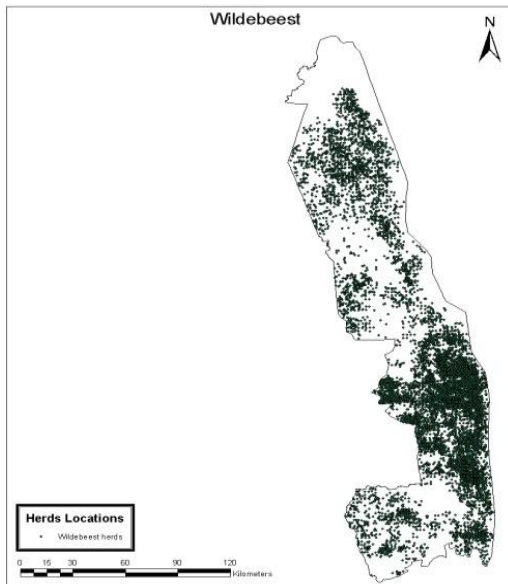 Wildebeest
N
Herds Locations
Wildebeest herds
0 15 30 60 90 120
Kilometers